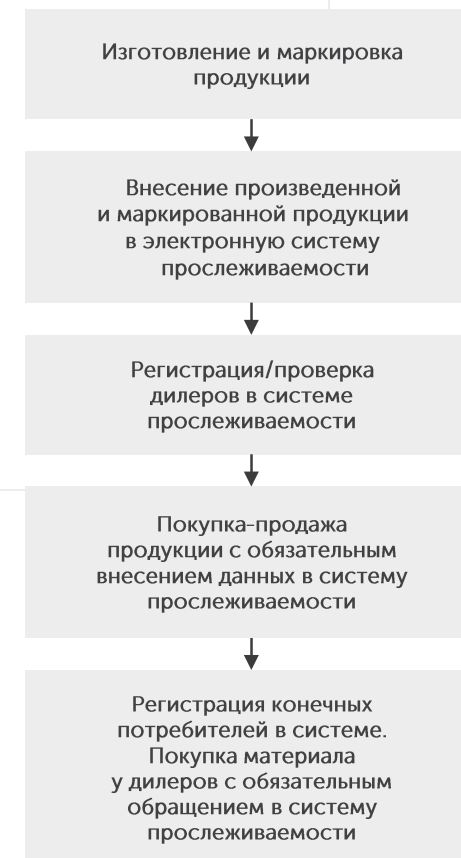 Изготовление и маркировка
продукции
Внесение произведенной
и маркированной продукции
в электронную систему
прослеживаемости
Регистрация/проверка
дилеров в системе
прослеживаемости
Покупка-продажа
продукции с обязательным
внесением данных в систему
прослеживаемости
Регистрация конечных
потребителей в системе.
Покупка материала
у дилеров с обязательным
обращением в систему
прослеживаемости